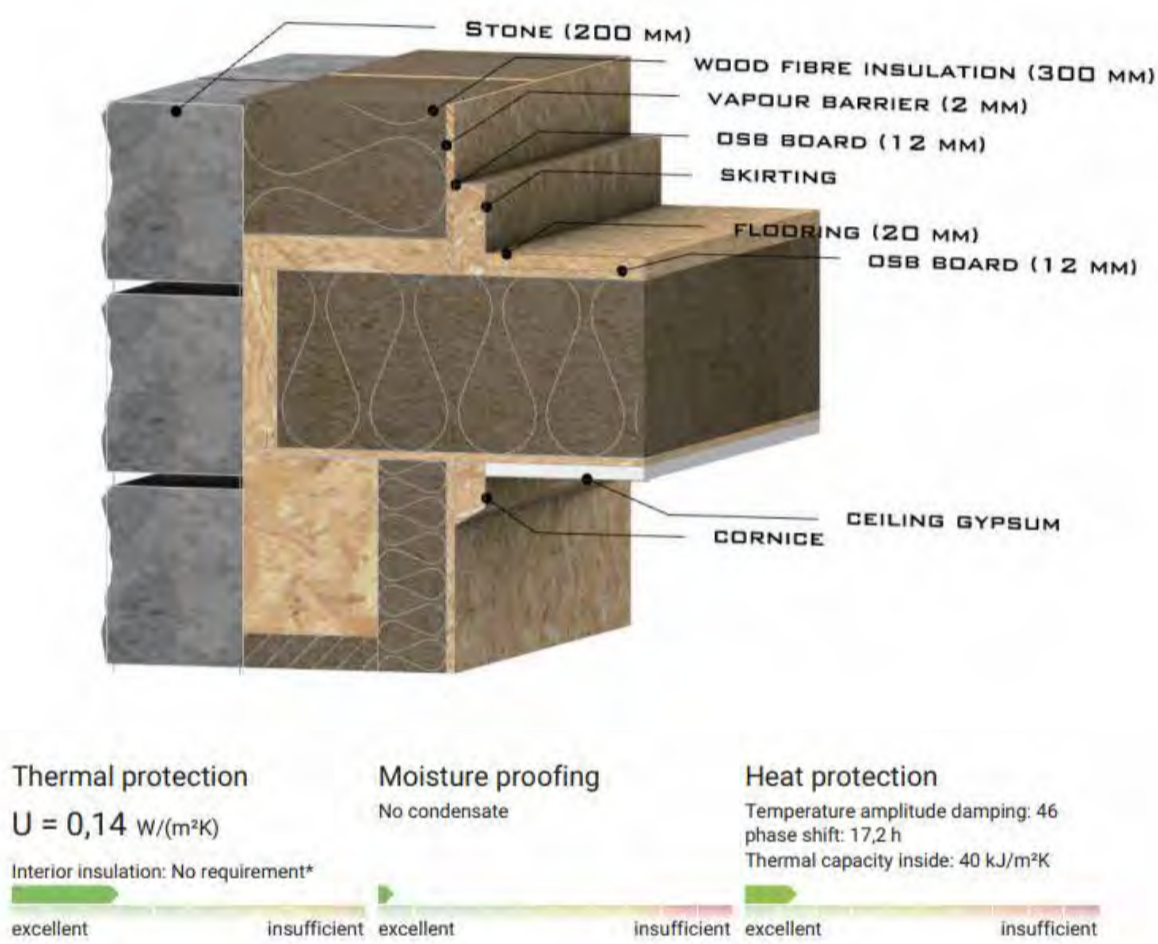 STONE (200 MM)
WOOD FIBRE INSULATION (300 MM)
VAPOUR BARRIER (2 MM)
OSB BOARD (12 MM)
SKIRTING
FLOORING (20 MM)
OSB BOARD (12 MM)
CEILING GYPSUM
CORNICE
Thermal protection
U = 0,14 W/(m²K)
Interior insulation: No requirement*
excellent insufficient
Moisture proofing
No condensate
excellent insufficient
Heat protection
Temperature amplitude damping: 46
phase shift: 17,2 h
Thermal capacity inside: 40 kJ/m²K
excellent insufficient